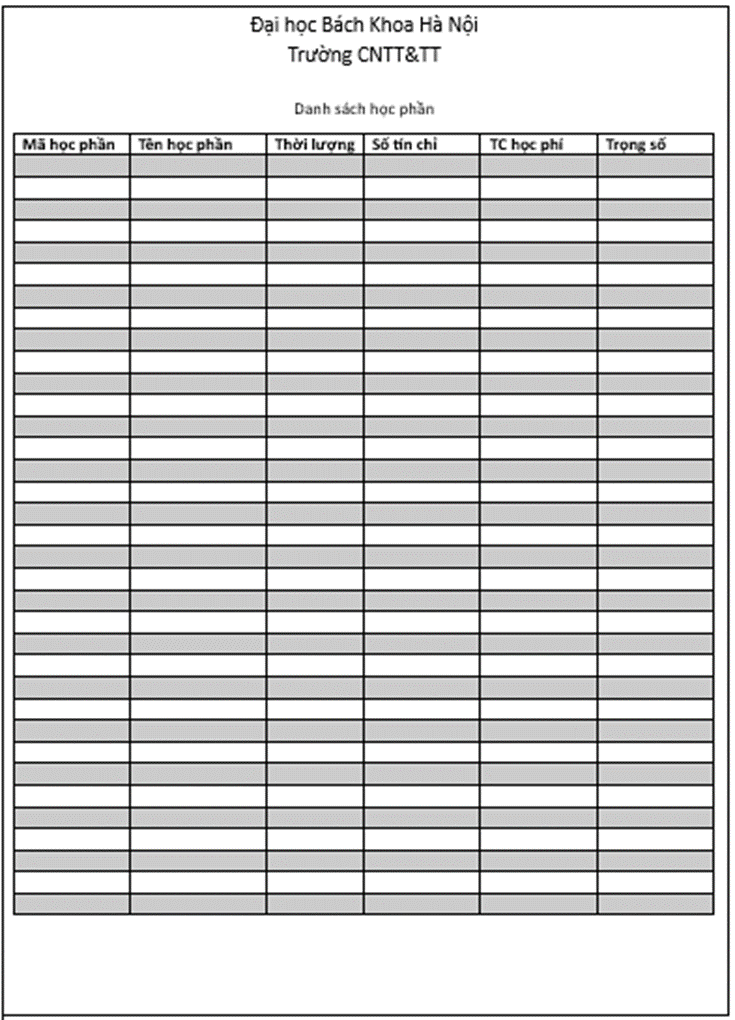 Đại học Bách Khoa Hà Nội
Trường CNTT&TT
Danh sách học phần
Mã học phần Tên học phần Thời lượng Số tín chỉ TC học phí Trọng số